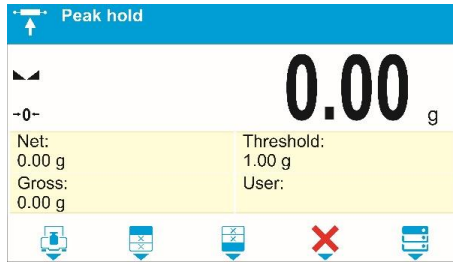 Peak hold
0.00 g
→0←
Net: Threshold:
0.00 g 1.00 g
Gross: User:
0.00 g